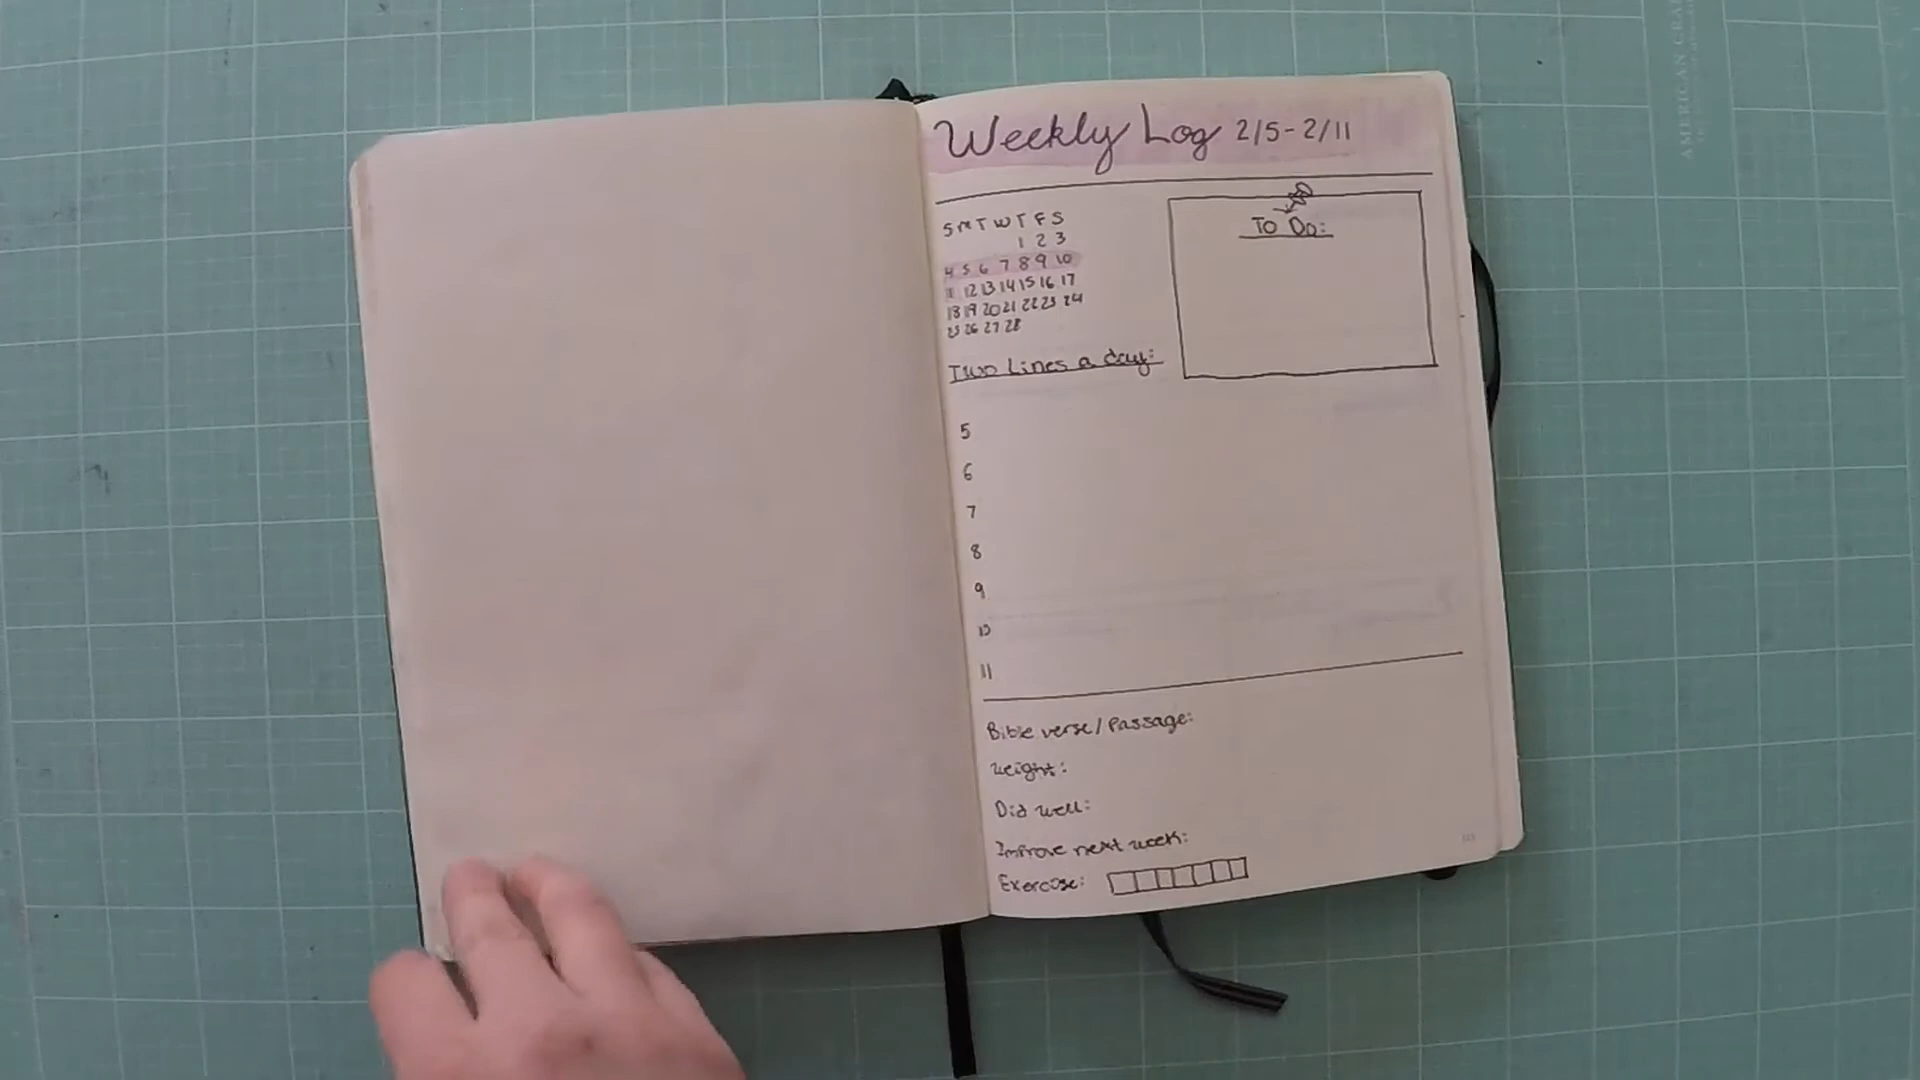 Weekly Log 2/5-2/11
S M T W T F S
1 2 3
4 5 6 7 8 9 10
11 12 13 14 15 16 17
18 19 20 21 22 23 24
25 26 27 28
To Do:
Two Lines a day:
5
6
7
8
9
10
11
Bible verse/Passage:
Weight:
Did well:
Improve next week:
Exercise:
AMERICAN CRA